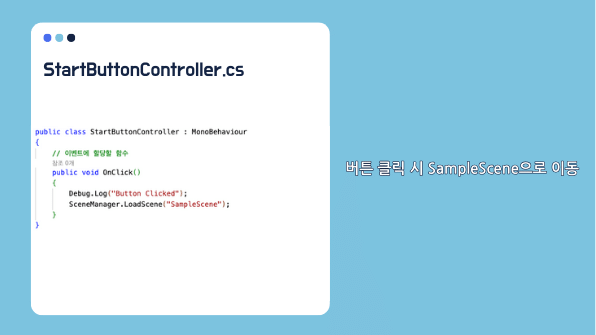 StartButtonController.cs
public class StartButtonController : MonoBehaviour
{
// 이벤트에 할당할 함수
참조 0개
public void OnClick()
{
Debug.Log("Button Clicked");
SceneManager.LoadScene("SampleScene");
}
}
버튼 클릭 시 SampleScene으로 이동